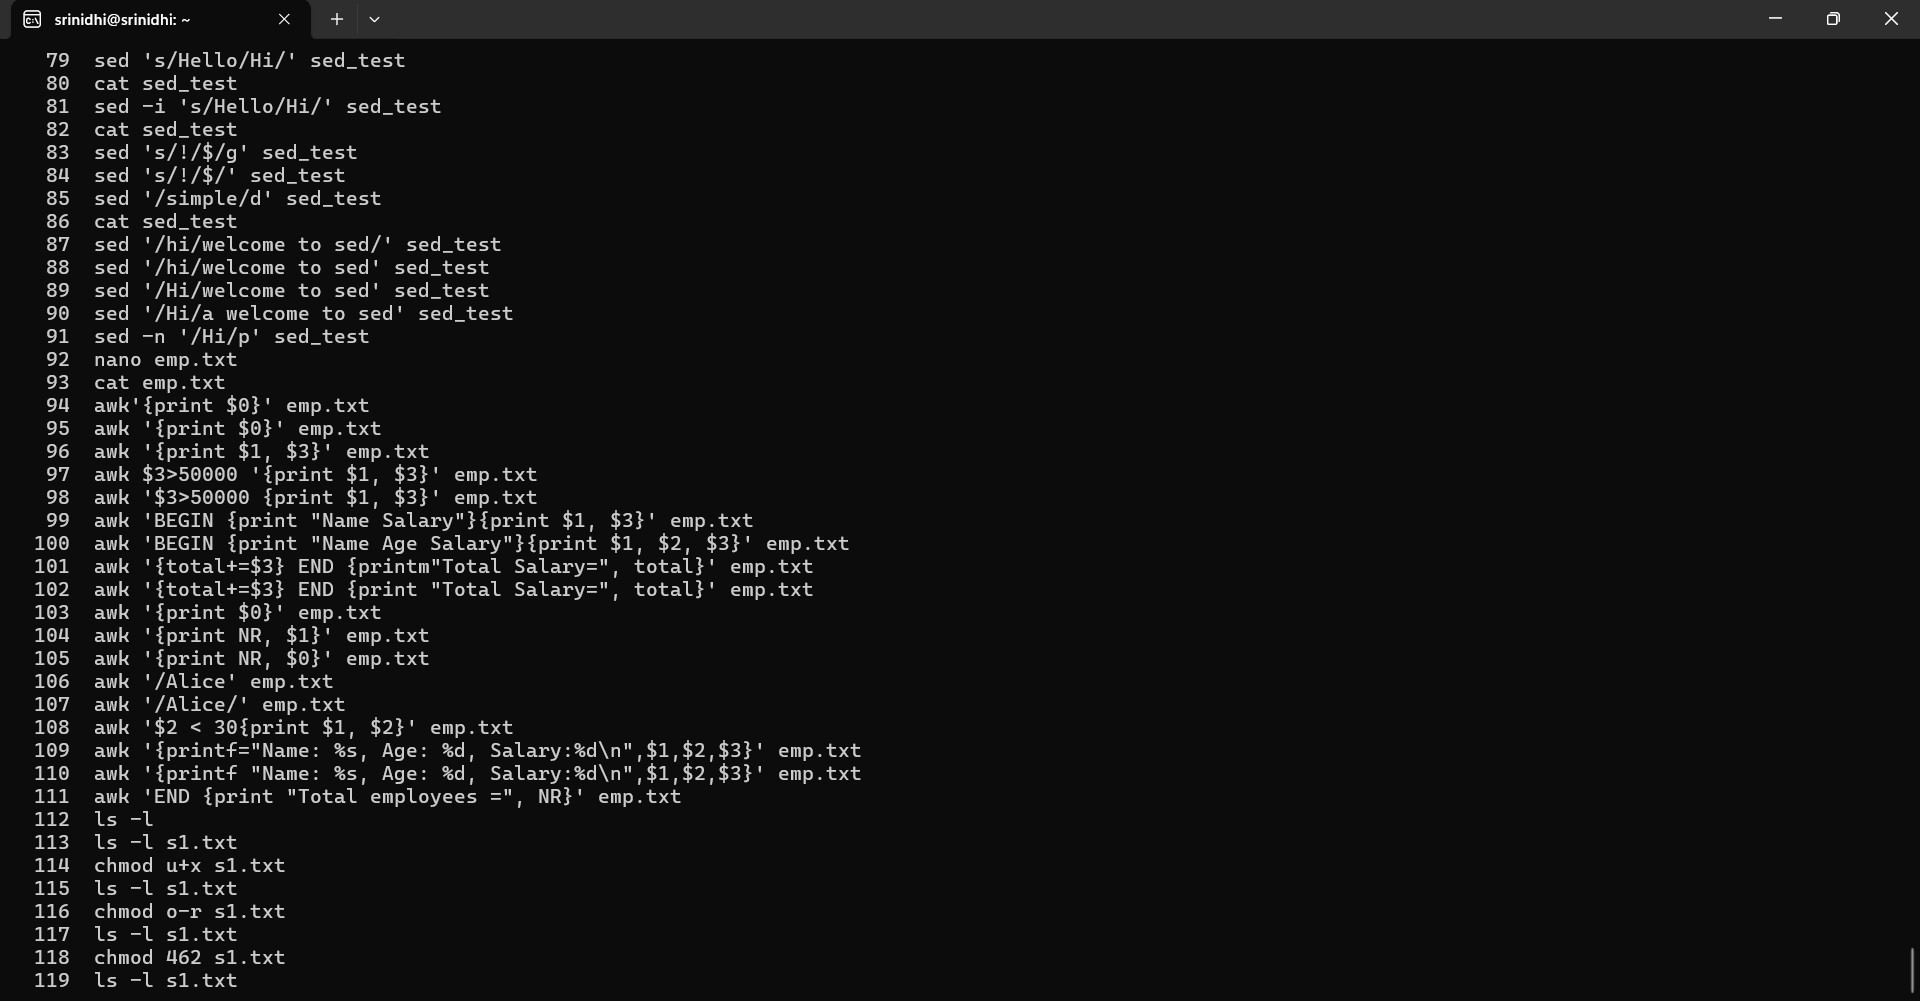 srinidhi@srinidhi: ~
79 sed 's/Hello/Hi/' sed_test
80 cat sed_test
81 sed -i 's/Hello/Hi/' sed_test
82 cat sed_test
83 sed 's/!/$/g' sed_test
84 sed 's/!/$/' sed_test
85 sed '/simple/d' sed_test
86 cat sed_test
87 sed '/hi/welcome to sed/' sed_test
88 sed '/hi/welcome to sed' sed_test
89 sed '/Hi/welcome to sed' sed_test
90 sed '/Hi/a welcome to sed' sed_test
91 sed -n '/Hi/p' sed_test
92 nano emp.txt
93 cat emp.txt
94 awk'{print $0}' emp.txt
95 awk '{print $0}' emp.txt
96 awk '{print $1, $3}' emp.txt
97 awk $3>50000 '{print $1, $3}' emp.txt
98 awk '$3>50000 {print $1, $3}' emp.txt
99 awk 'BEGIN {print "Name Salary"}{print $1, $3}' emp.txt
100 awk 'BEGIN {print "Name Age Salary"}{print $1, $2, $3}' emp.txt
101 awk '{total+=$3} END {printm"Total Salary=", total}' emp.txt
102 awk '{total+=$3} END {print "Total Salary=", total}' emp.txt
103 awk '{print $0}' emp.txt
104 awk '{print NR, $1}' emp.txt
105 awk '{print NR, $0}' emp.txt
106 awk '/Alice' emp.txt
107 awk '/Alice/' emp.txt
108 awk '$2 < 30{print $1, $2}' emp.txt
109 awk '{printf="Name: %s, Age: %d, Salary:%d\n",$1,$2,$3}' emp.txt
110 awk '{printf "Name: %s, Age: %d, Salary:%d\n",$1,$2,$3}' emp.txt
111 awk 'END {print "Total employees =", NR}' emp.txt
112 ls -l
113 ls -l s1.txt
114 chmod u+x s1.txt
115 ls -l s1.txt
116 chmod o-r s1.txt
117 ls -l s1.txt
118 chmod 462 s1.txt
119 ls -l s1.txt